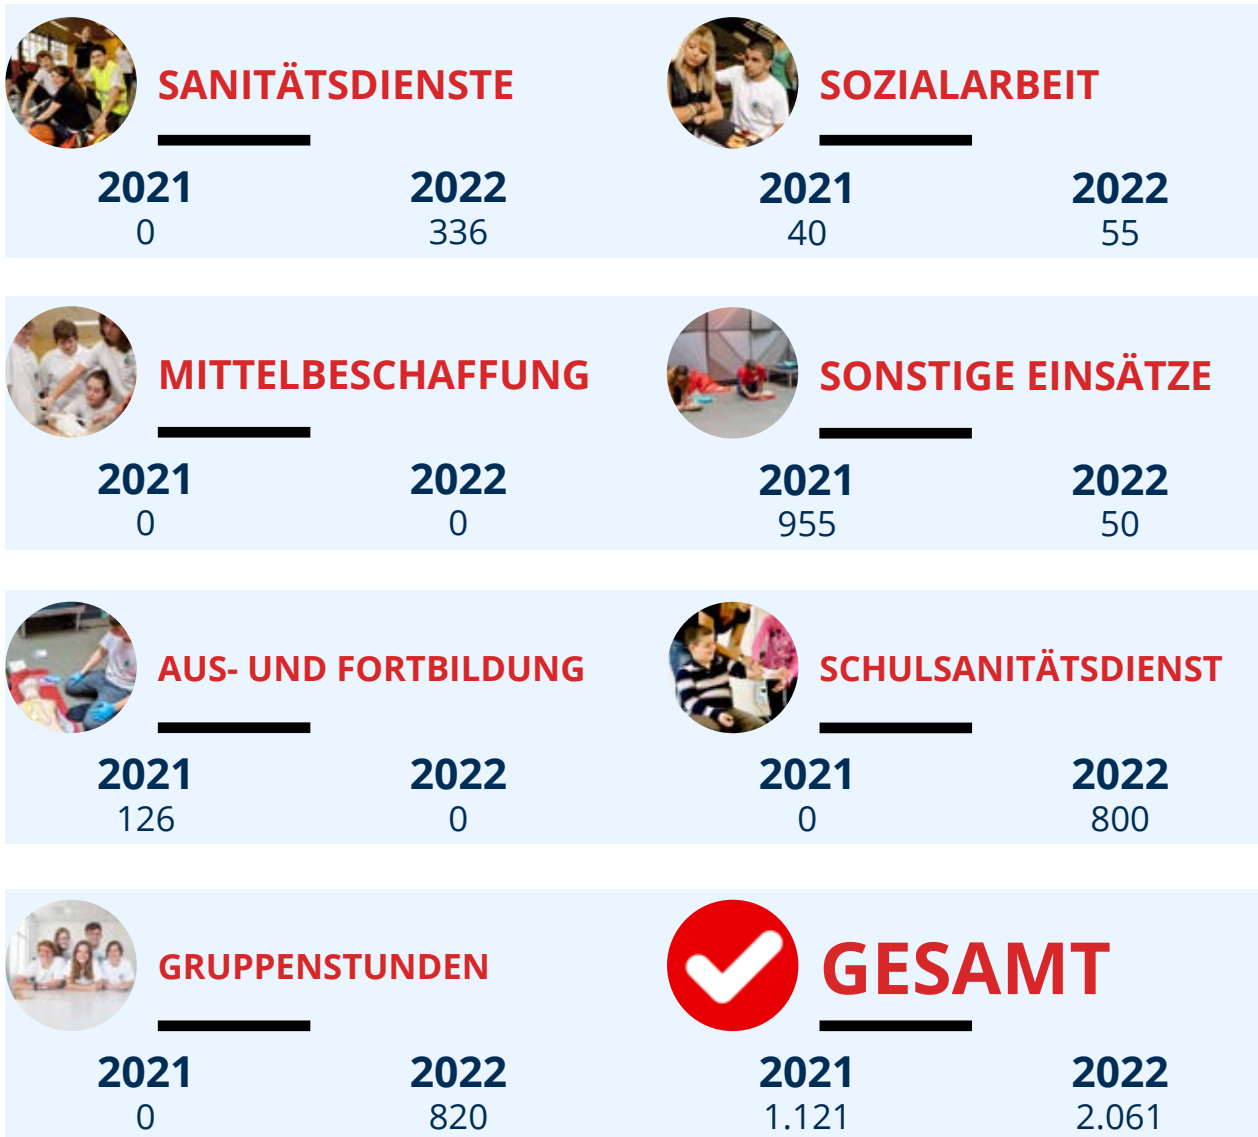 SANITÄTSDIENSTE
2021 2022
0 336
SOZIALARBEIT
2021 2022
40 55
MITTELBESCHAFFUNG
2021 2022
0 0
SONSTIGE EINSÄTZE
2021 2022
955 50
AUS- UND FORTBILDUNG
2021 2022
126 0
SCHULSANITÄTSDIENST
2021 2022
0 800
GRUPPENSTUNDEN
2021 2022
0 820
GESAMT
2021 2022
1.121 2.061